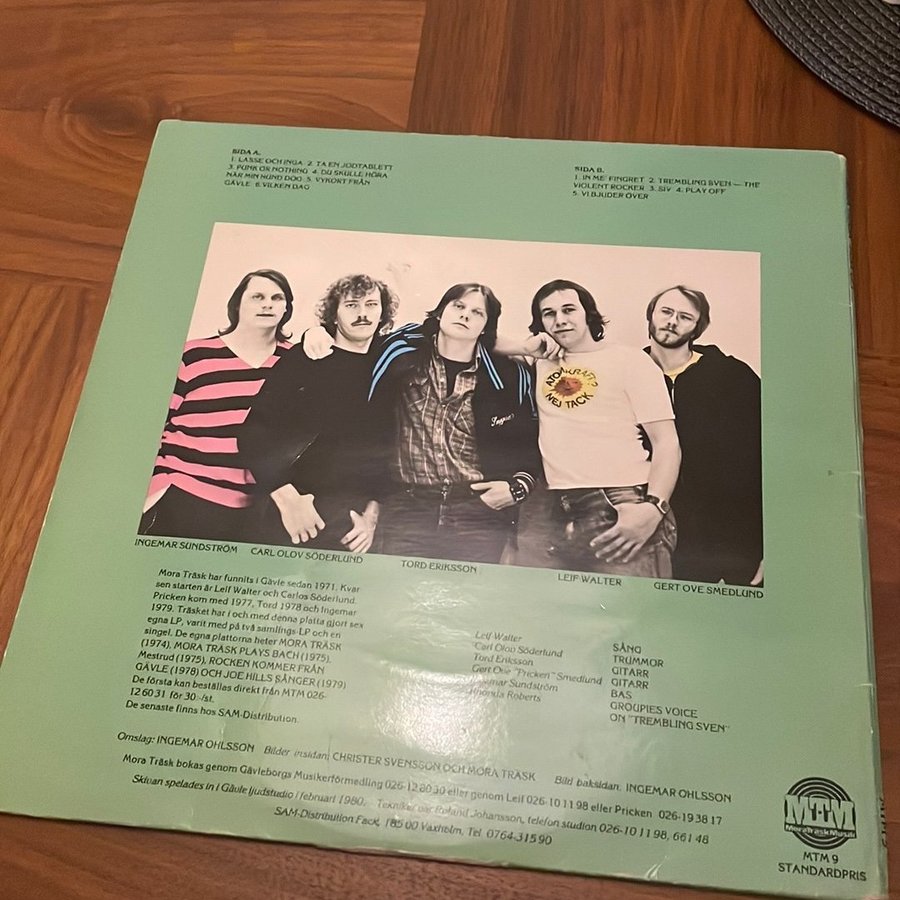 SIDA A.
1. LASSE OCH INGA 2. TA EN JODTABLETT
3. PUNK OR NOTHING 4. DU SKULLE HÖRA
NÄR MIN HUND DOG 5. VYKORT FRÅN
GÄVLE 6. VILKEN DAG
SIDA B.
1. IN ME' FINGRET 2. TREMBLING SVEN — THE
VIOLENT ROCKER 3. SIV 4. PLAY OFF
5. VI BJUDER ÖVER
ATOMKRAFT?
NEJ TACK
INGEMAR SUNDSTRÖM CARL OLOV SÖDERLUND TORD ERIKSSON LEIF WALTER GERT OVE SMEDLUND
Mora Träsk har funnits i Gävle sedan 1971. Kvar
sen starten är Leif Walter och Carlos Söderlund.
Pricken kom med 1977, Tord 1978 och Ingemar
1979. Träsket har i och med denna platta gjort sex
egna LP, varit med på två samlings-LP och en
singel. De egna plattorna heter MORA TRÄSK
(1974), MORA TRÄSK PLAYS BACH (1975),
Mestrud (1975), ROCKEN KOMMER FRÅN
GÄVLE (1978) OCH JOE HILLS SÅNGER (1979)
De första kan beställas direkt från MTM 026-
12 60 31 för 30:-/st.
De senaste finns hos SAM-Distribution.
Leif Walter SÅNG
Carl Olov Söderlund TRUMMOR
Tord Eriksson GITARR
Gert Ove "Pricken" Smedlund GITARR
Ingemar Sundström BAS
Rhonda Roberts GROUPIES VOICE
ON "TREMBLING SVEN"
Omslag: INGEMAR OHLSSON Bilder insidan: CHRISTER SVENSSON OCH MORA TRÄSK Bild baksidan: INGEMAR OHLSSON
Mora Träsk bokas genom Gävleborgs Musikerförmedling 026-12 80 30 eller genom Leif 026-10 11 98 eller Pricken 026-19 38 17
Skivan spelades in i Gävle ljudstudio i februari 1980. Tekniker var Roland Johansson, telefon studion 026-10 11 98, 66 1 48
SAM-Distribution Fack, 185 00 Vaxholm. Tel. 0764-315 90
MTM
MoraTräskMusik
MTM 9
STANDARDPRIS